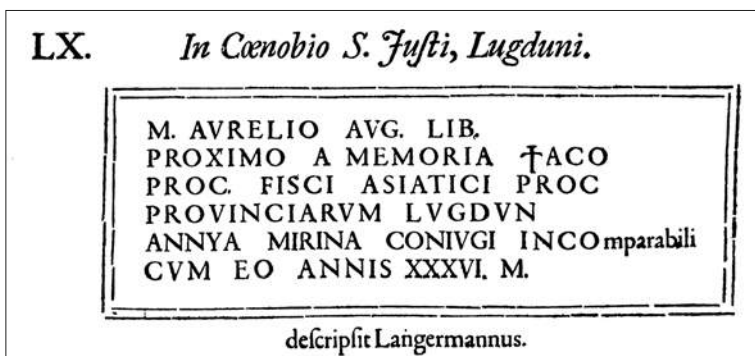 LX. In Cœnobio S. Juſti, Lugduni.
M. AVRELIO AVG. LIB.
PROXIMO A MEMORIA †ACO
PROC. FISCI ASIATICI PROC
PROVINCIARVM LVGDVN
ANNYA MIRINA CONIVGI INCOmparabili
CVM EO ANNIS XXXVI. M.
deſcripſit Langermannus.